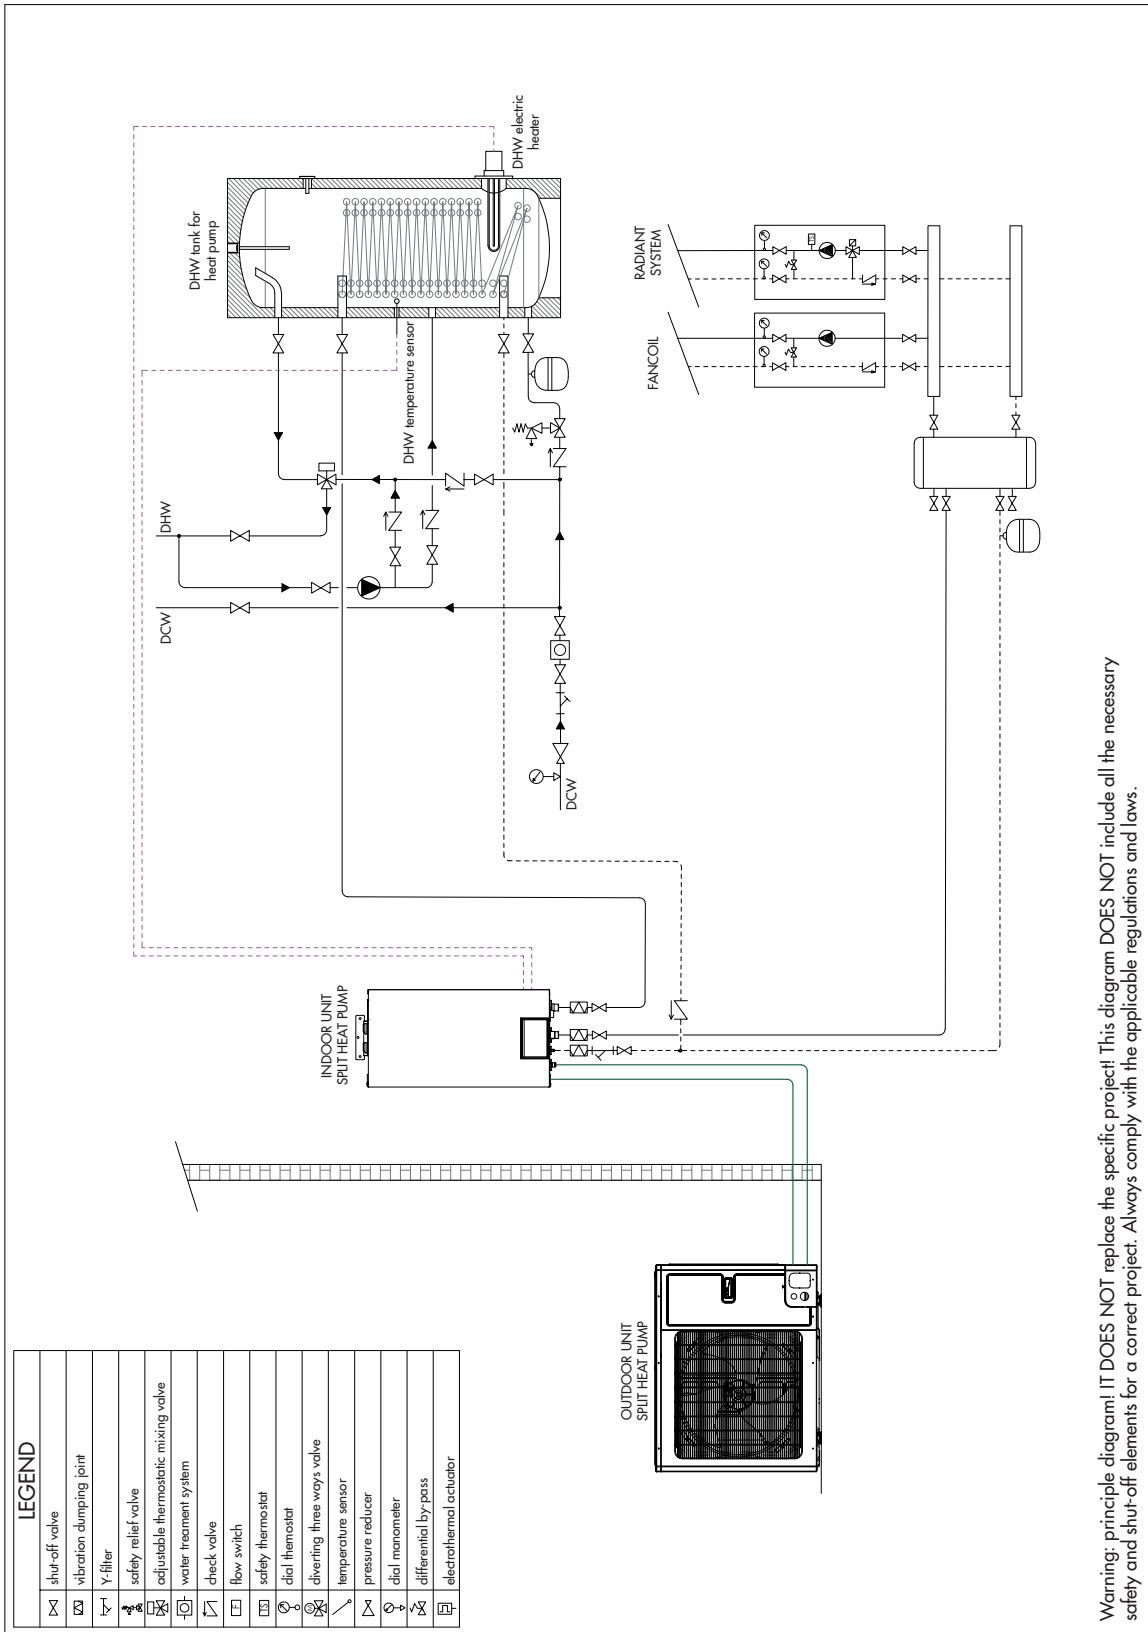 LEGEND
shut-off valve
vibration dumping joint
Y-filter
safety relief valve
adjustable thermostatic mixing valve
water treament system
check valve
F
flow switch
TS
safety thermostat
dial themostat
M
diverting three ways valve
temperature sensor
pressure reducer
dial manometer
differential by-pass
electrothermal actuator
OUTDOOR UNIT
SPLIT HEAT PUMP
INDOOR UNIT
SPLIT HEAT PUMP
DCW
DHW
DCW
DHW tank for
heat pump
DHW temperature sensor
DHW electric
heater
FANCOIL
RADIANT
SYSTEM
TS
Warning: principle diagram! IT DOES NOT replace the specific project! This diagram DOES NOT include all the necessary
safety and shut-off elements for a correct project. Always comply with the applicable regulations and laws.